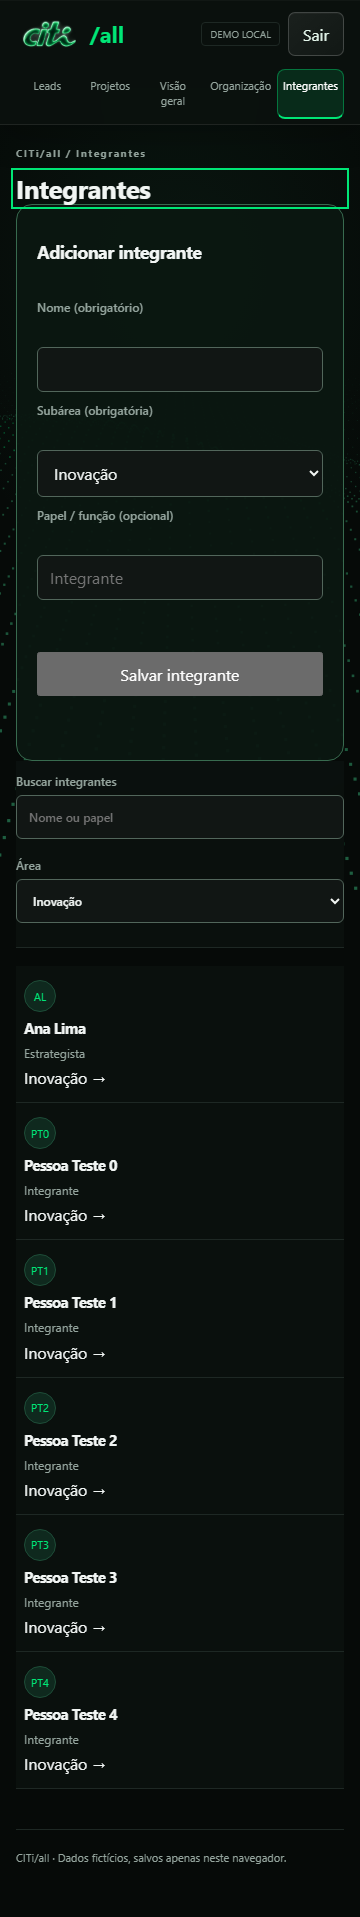 citi /all
DEMO LOCAL
Sair
Leads
Projetos
Visão
geral
Organização
Integrantes
CITi/all / Integrantes
Integrantes
Adicionar integrante
Nome (obrigatório)
Subárea (obrigatória)
Inovação
Papel / função (opcional)
Integrante
Salvar integrante
Buscar integrantes
Nome ou papel
Área
Inovação
AL
Ana Lima
Estrategista
Inovação →
PT0
Pessoa Teste 0
Integrante
Inovação →
PT1
Pessoa Teste 1
Integrante
Inovação →
PT2
Pessoa Teste 2
Integrante
Inovação →
PT3
Pessoa Teste 3
Integrante
Inovação →
PT4
Pessoa Teste 4
Integrante
Inovação →
CITi/all · Dados fictícios, salvos apenas neste navegador.